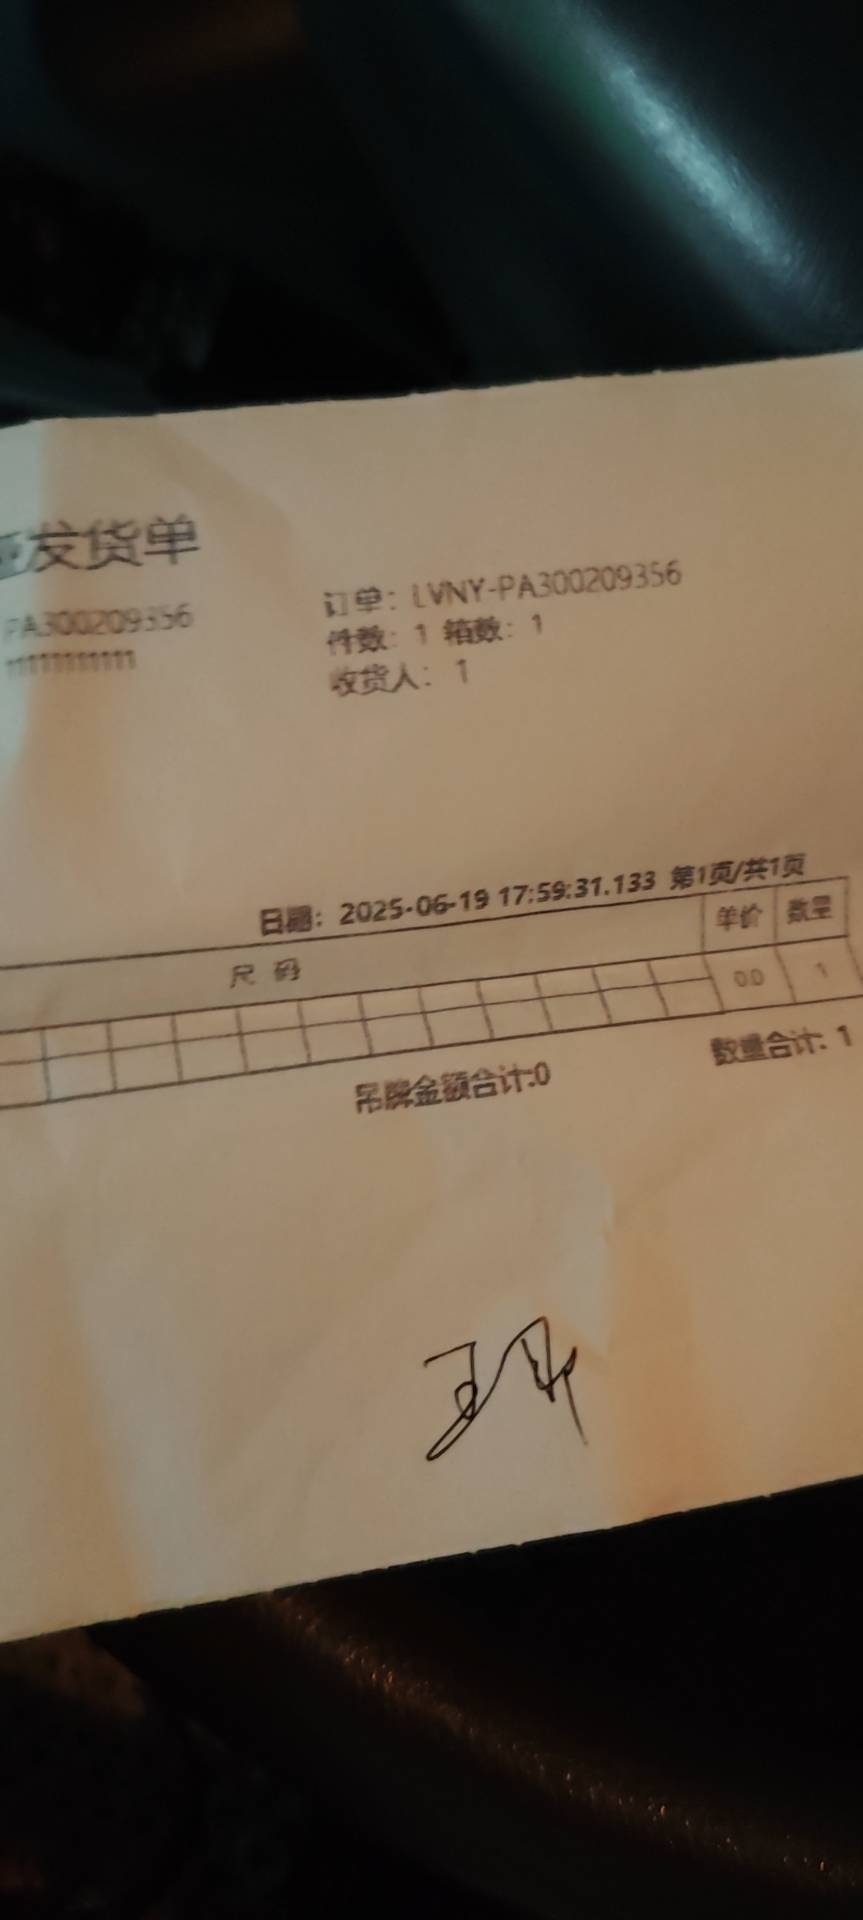 发货单
PA300209356
订单：LVNY-PA300209356
11111111111
件数：1 箱数：1
收货人：1
日期：2025-06-19 17:59:31.133 第1页/共1页
尺 码 单价 数量
0.0 1
吊牌金额合计:0 数量合计: 1